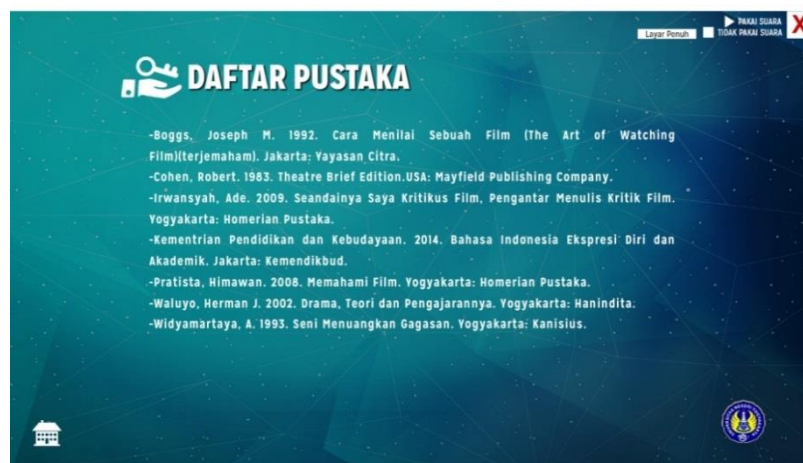 PAKAI SUARA
Layar Penuh
TIDAK PAKAI SUARA
X
DAFTAR PUSTAKA
-Boggs, Joseph M. 1992. Cara Menilai Sebuah Film (The Art of Watching
Film)(terjemaham). Jakarta: Yayasan Citra.
-Cohen, Robert. 1983. Theatre Brief Edition.USA: Mayfield Publishing Company.
-Irwansyah, Ade. 2009. Seandainya Saya Kritikus Film, Pengantar Menulis Kritik Film.
Yogyakarta: Homerian Pustaka.
-Kementrian Pendidikan dan Kebudayaan. 2014. Bahasa Indonesia Ekspresi Diri dan
Akademik. Jakarta: Kemendikbud.
-Pratista, Himawan. 2008. Memahami Film. Yogyakarta: Homerian Pustaka.
-Waluyo, Herman J. 2002. Drama, Teori dan Pengajarannya. Yogyakarta: Hanindita.
-Widyamartaya, A. 1993. Seni Menuangkan Gagasan. Yogyakarta: Kanisius.